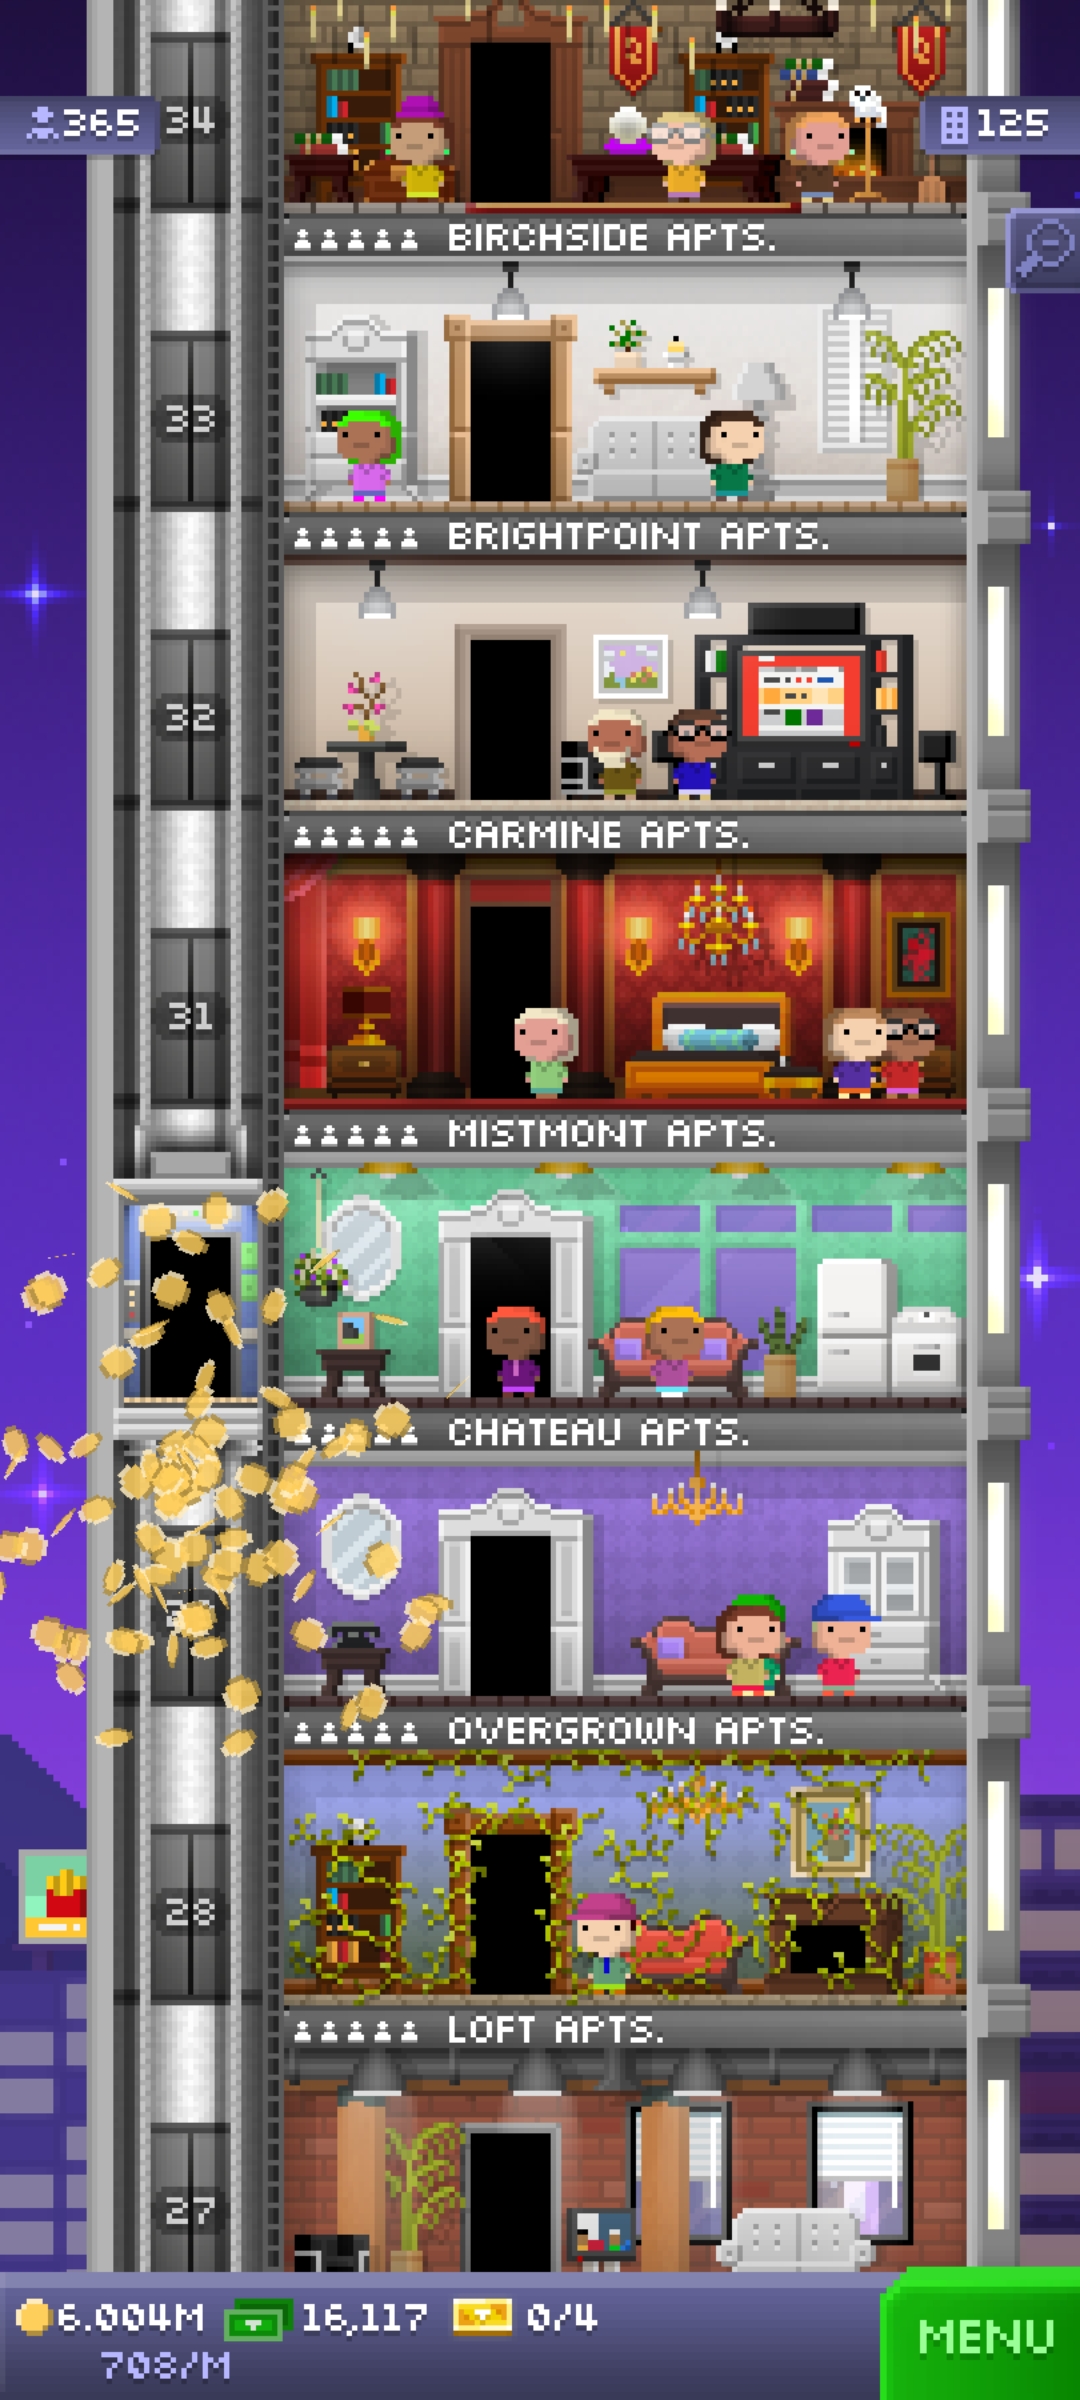 365
34
125
BIRCHSIDE APTS.
33
BRIGHTPOINT APTS.
32
CARMINE APTS.
31
MISTMONT APTS.
CHATEAU APTS.
OVERGROWN APTS.
28
LOFT APTS.
27
6.004M 16,117 0/4
708/M
MENU